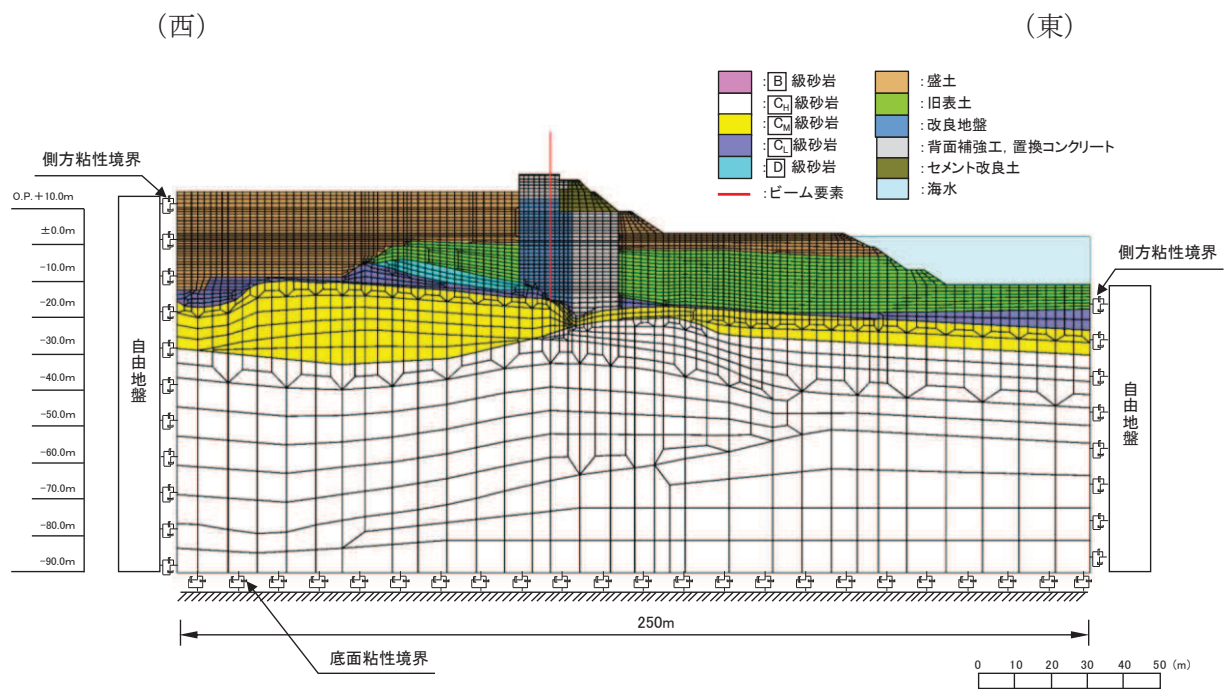 (西)
(東)
:B級砂岩
:CH級砂岩
:CM級砂岩
:CL級砂岩
:D級砂岩
:ビーム要素
:盛土
:旧表土
:改良地盤
:背面補強工，置換コンクリート
:セメント改良土
:海水
側方粘性境界
側方粘性境界
O.P.+10.0m
±0.0m
-10.0m
-20.0m
-30.0m
-40.0m
-50.0m
-60.0m
-70.0m
-80.0m
-90.0m
自由地盤
自由地盤
250m
底面粘性境界
0 10 20 30 40 50 (m)